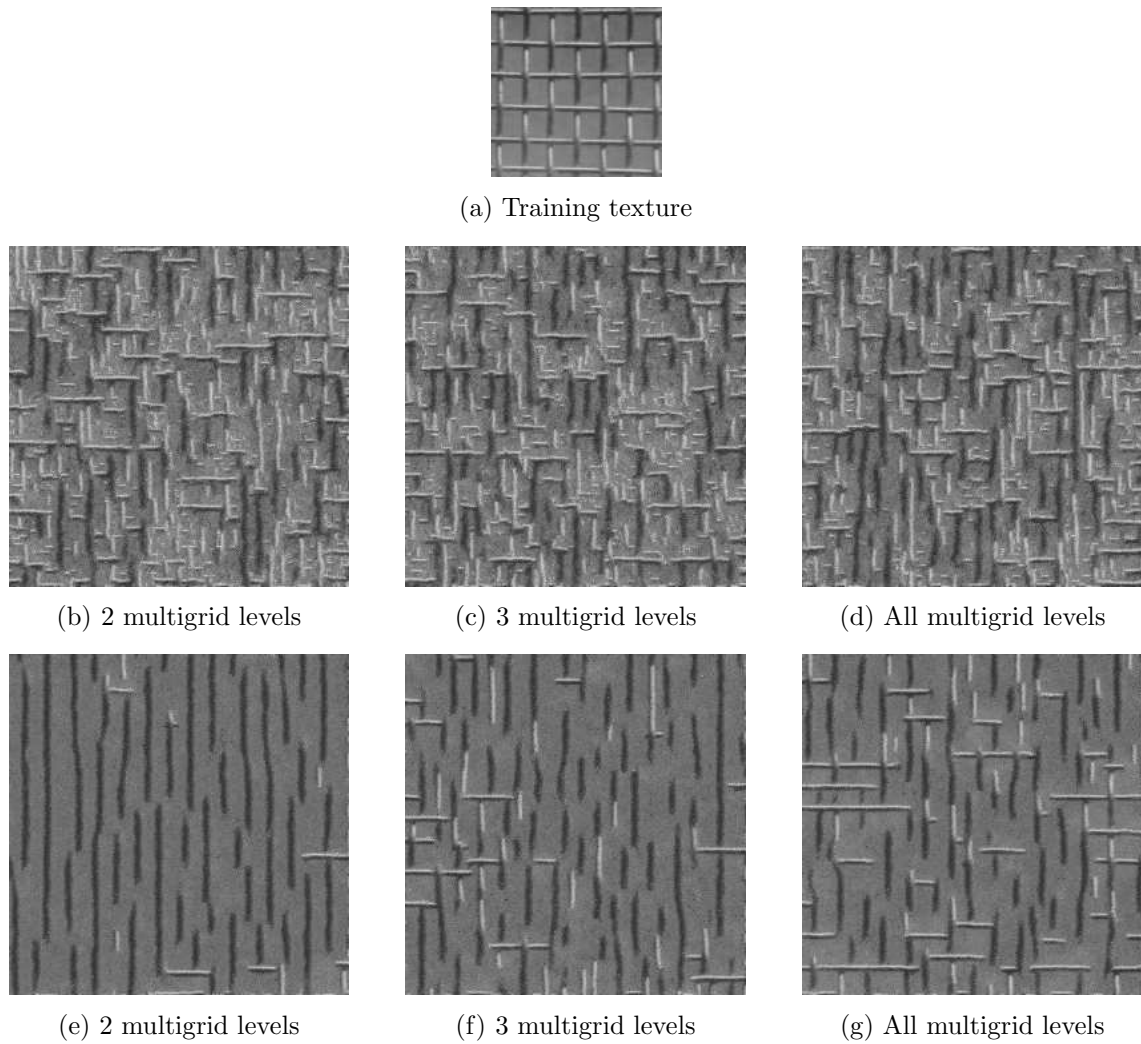 (a) Training texture
(b) 2 multigrid levels
(c) 3 multigrid levels
(d) All multigrid levels
(e) 2 multigrid levels
(f) 3 multigrid levels
(g) All multigrid levels